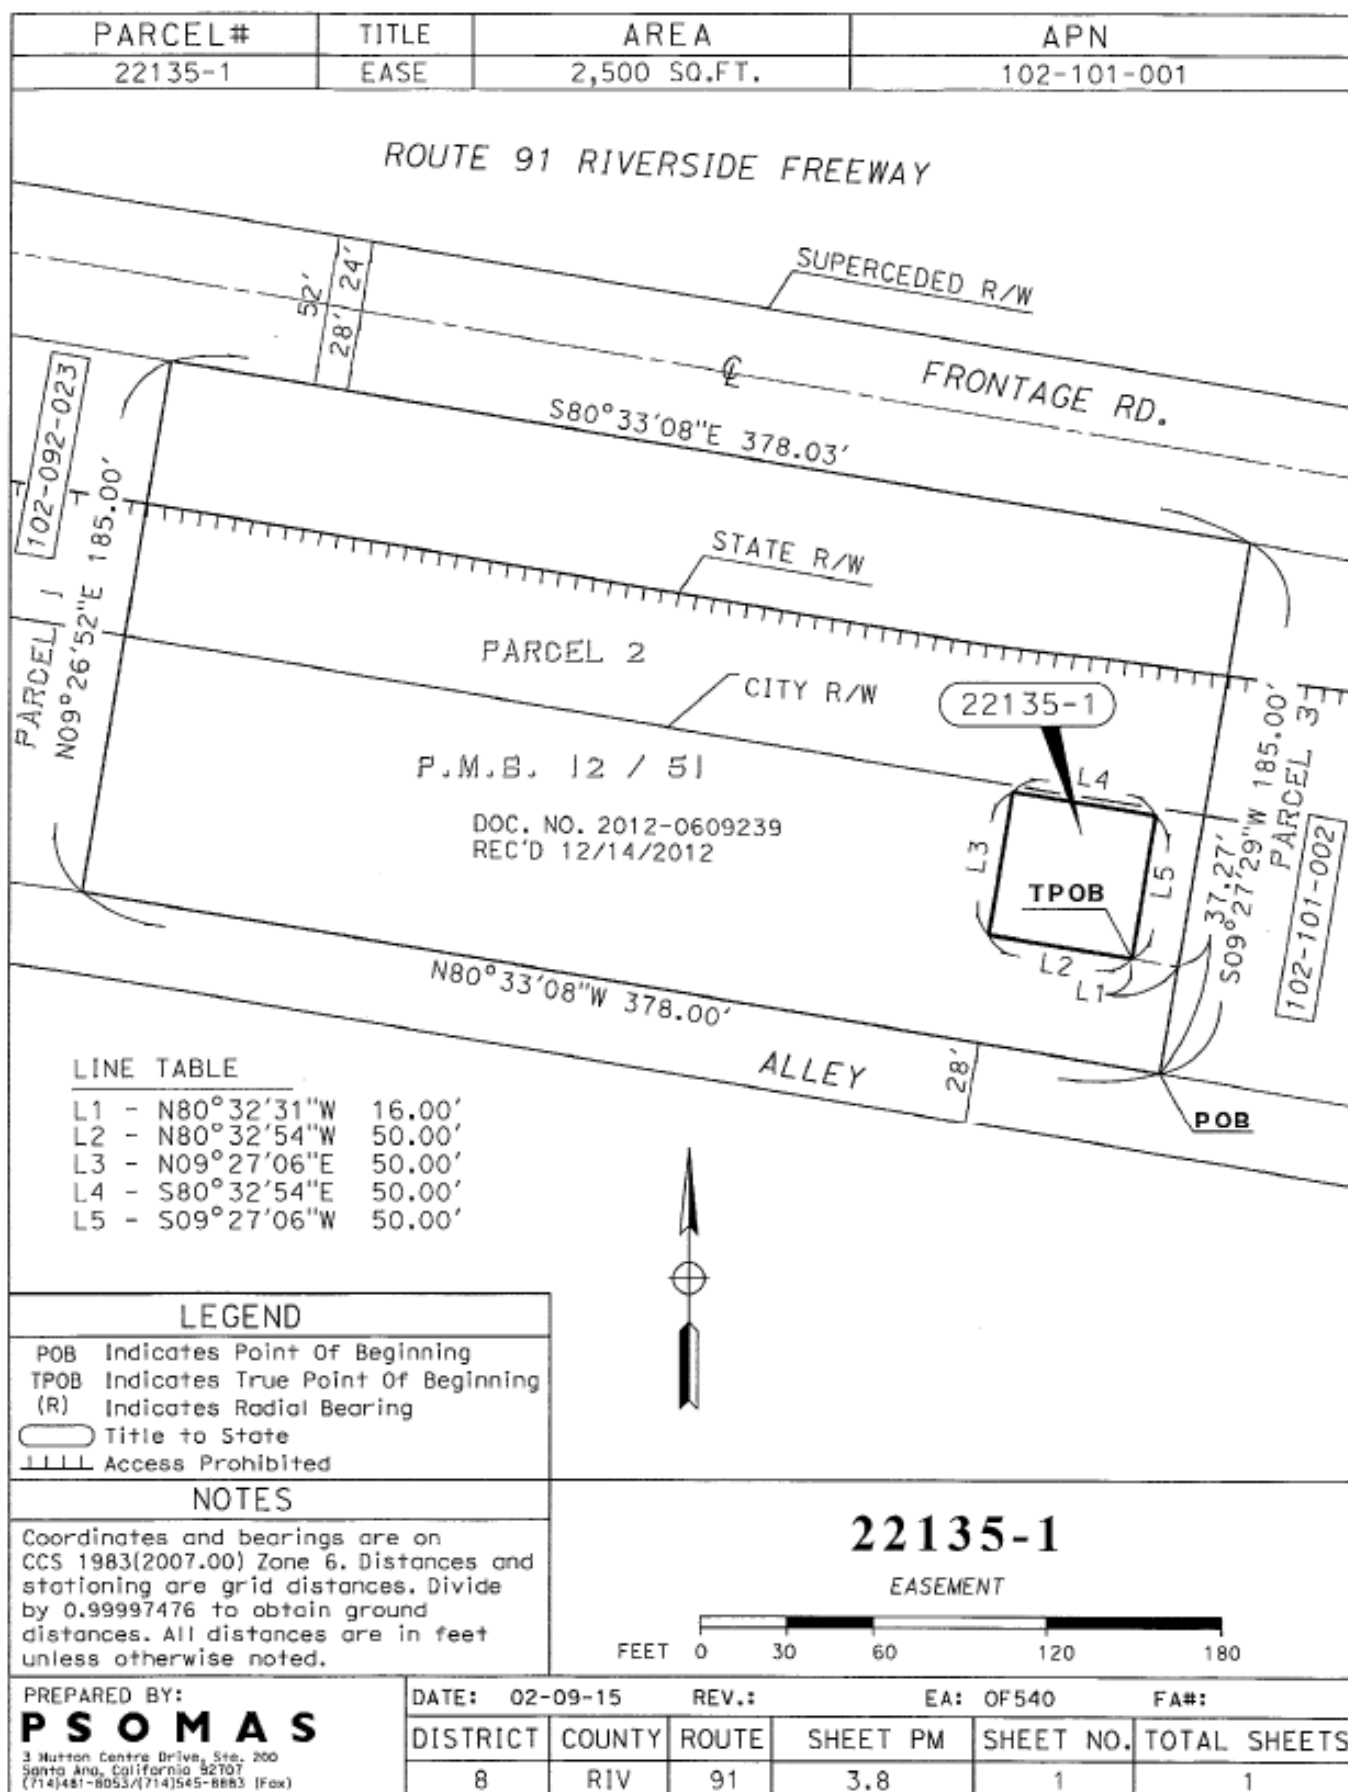 PARCEL# TITLE AREA APN
22135-1 EASE 2,500 SQ.FT. 102-101-001
ROUTE 91 RIVERSIDE FREEWAY
SUPERCEDED R/W
52'
24'
28'
℄
FRONTAGE RD.
S80°33'08"E 378.03'
102-092-023
PARCEL 1
N09°26'52"E 185.00'
STATE R/W
PARCEL 2
CITY R/W
22135-1
P.M.B. 12 / 51
DOC. NO. 2012-0609239
REC'D 12/14/2012
L4
L3
L5
TPOB
L2
L1
37.27'
S09°27'29"W 185.00'
PARCEL 3
102-101-002
N80°33'08"W 378.00'
ALLEY
28'
POB
LINE TABLE
L1 - N80°32'31"W 16.00'
L2 - N80°32'54"W 50.00'
L3 - N09°27'06"E 50.00'
L4 - S80°32'54"E 50.00'
L5 - S09°27'06"W 50.00'
LEGEND
POB Indicates Point Of Beginning
TPOB Indicates True Point Of Beginning
(R) Indicates Radial Bearing
Title to State
Access Prohibited
NOTES
Coordinates and bearings are on
CCS 1983(2007.00) Zone 6. Distances and
stationing are grid distances. Divide
by 0.99997476 to obtain ground
distances. All distances are in feet
unless otherwise noted.
22135-1
EASEMENT
FEET 0 30 60 120 180
PREPARED BY:
PSOMAS
3 Hutton Centre Drive, Ste. 200
Santa Ana, California 92707
(714)481-8053/(714)545-8883 (Fax)
DATE: 02-09-15 REV.: EA: OF540 FA#:
DISTRICT COUNTY ROUTE SHEET PM SHEET NO. TOTAL SHEETS
8 RIV 91 3.8 1 1